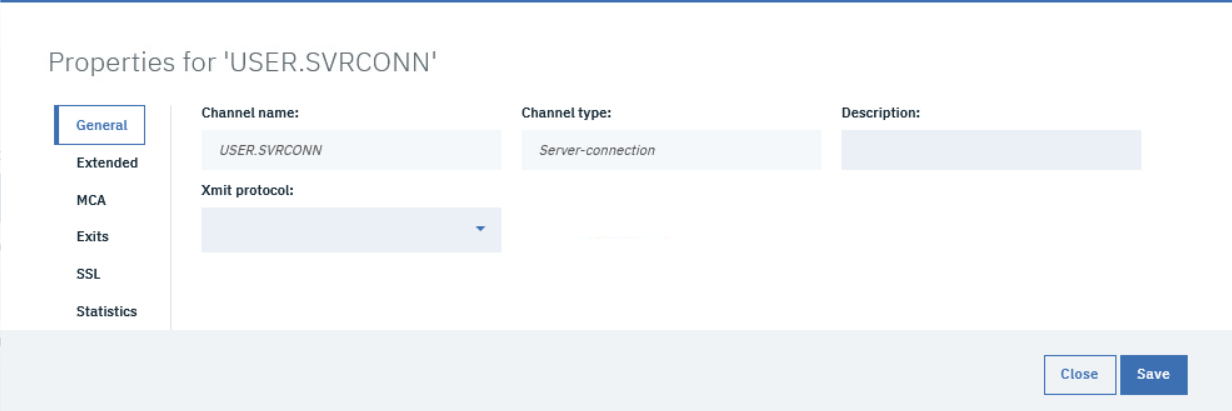 Properties for 'USER.SVRCONN'
General
Extended
MCA
Exits
SSL
Statistics
Channel name:
USER.SVRCONN
Channel type:
Server-connection
Description:
Xmit protocol:
Close
Save